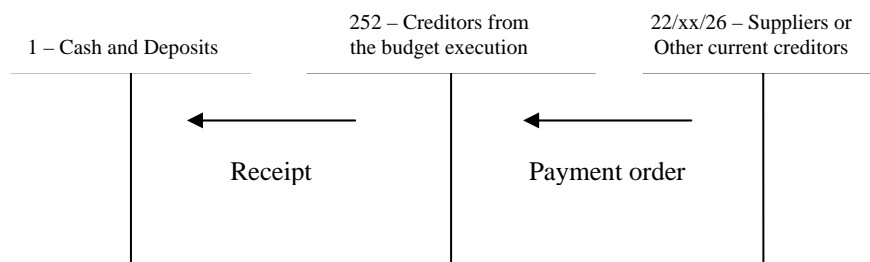 1 – Cash and Deposits
252 – Creditors from
the budget execution
22/xx/26 – Suppliers or
Other current creditors
Receipt
Payment order